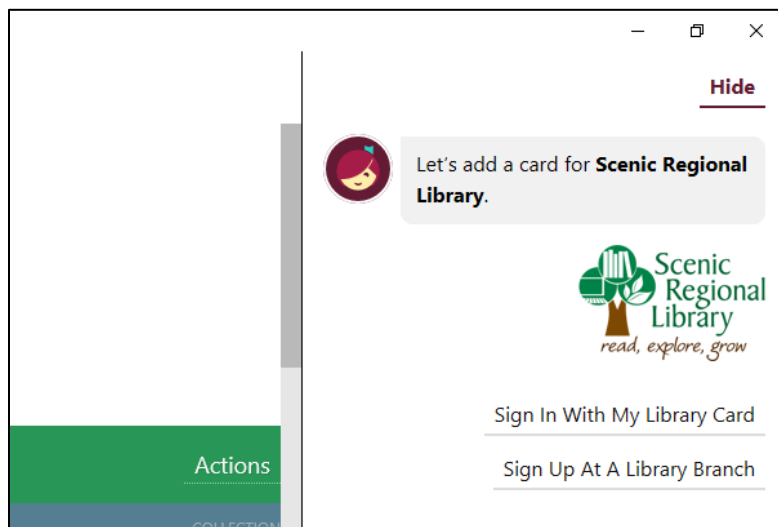 Hide
Let's add a card for Scenic Regional
Library.
Scenic
Regional
Library
read, explore, grow
Sign In With My Library Card
Actions
Sign Up At A Library Branch
COLLECTION